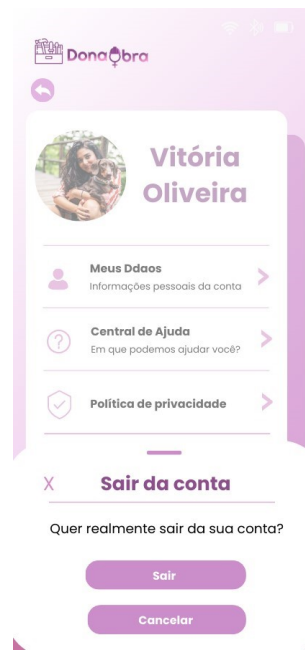 DonaObra
Vitória
Oliveira
Meus Ddaos
Informações pessoais da conta
Central de Ajuda
Em que podemos ajudar você?
Política de privacidade
X Sair da conta
Quer realmente sair da sua conta?
Sair
Cancelar